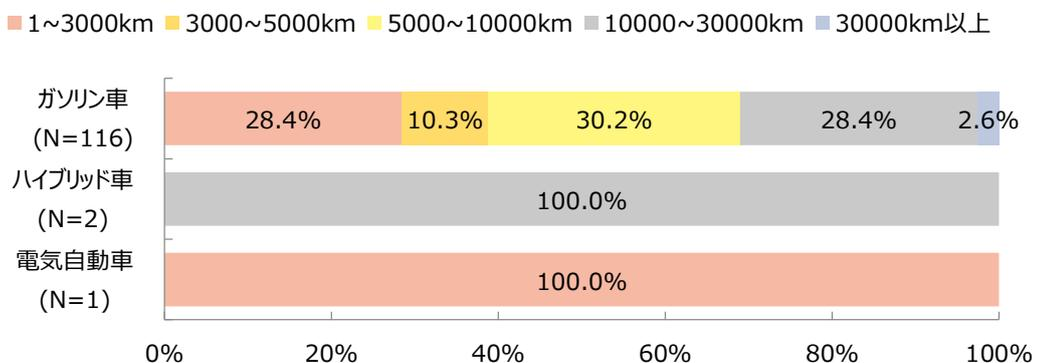 1~3000km 3000~5000km 5000~10000km 10000~30000km 30000km以上
ガソリン車
(N=116)
28.4% 10.3% 30.2% 28.4% 2.6%
ハイブリッド車
(N=2)
100.0%
電気自動車
(N=1)
100.0%
0% 20% 40% 60% 80% 100%